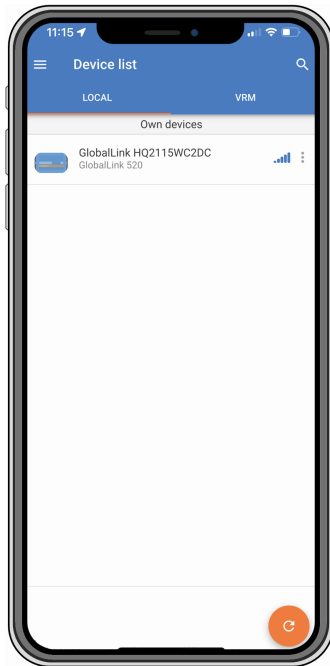 11:15
Device list
LOCAL VRM
Own devices
GlobalLink HQ2115WC2DC
GlobalLink 520